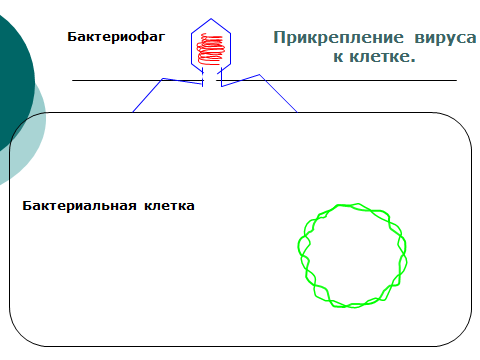 Бактериофаг
Прикрепление вируса
к клетке.
Бактериальная клетка